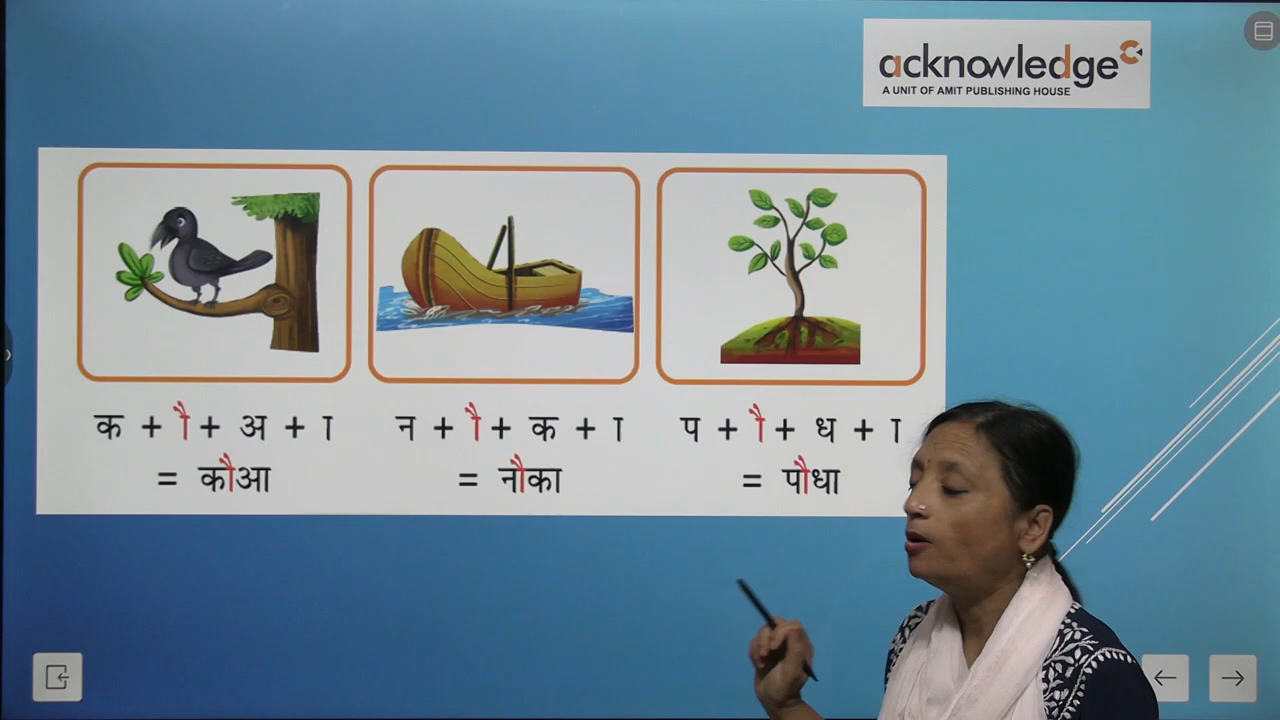 acknowledge
A UNIT OF AMIT PUBLISHING HOUSE
क + ौ + अ + ा
= कौआ
न + ौ + क + ा
= नौका
प + ौ + ध + ा
= पौधा